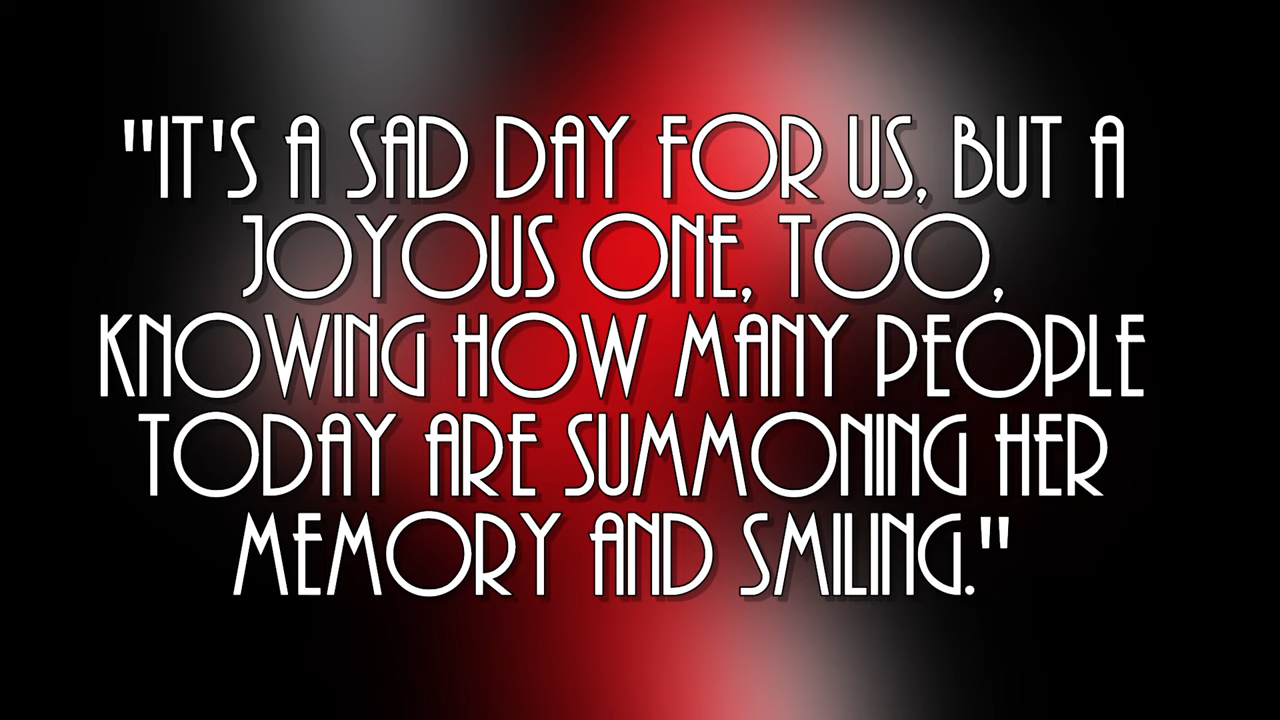 "IT'S A SAD DAY FOR US, BUT A
JOYOUS ONE, TOO,
KNOWING HOW MANY PEOPLE
TODAY ARE SUMMONING HER
MEMORY AND SMILING."